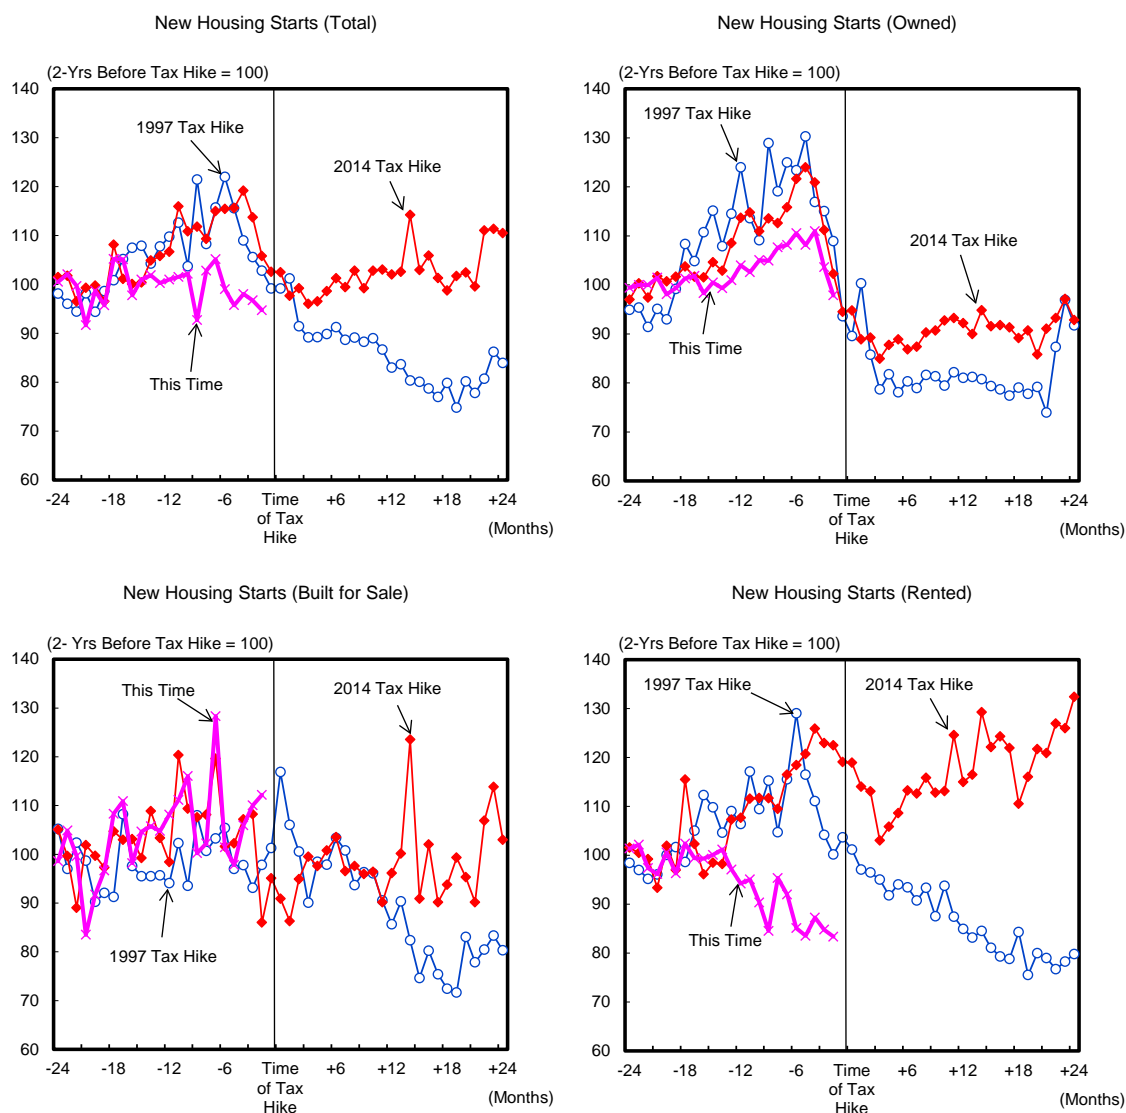 New Housing Starts (Total)
(2-Yrs Before Tax Hike = 100)
140
130
120
110
100
90
80
70
60
1997 Tax Hike
2014 Tax Hike
This Time
-24 -18 -12 -6 Time +6 +12 +18 +24
of Tax
Hike
(Months)
New Housing Starts (Owned)
(2-Yrs Before Tax Hike = 100)
140
130
120
110
100
90
80
70
60
1997 Tax Hike
2014 Tax Hike
This Time
-24 -18 -12 -6 Time +6 +12 +18 +24
of Tax
Hike
(Months)
New Housing Starts (Built for Sale)
(2- Yrs Before Tax Hike = 100)
140
130
120
110
100
90
80
70
60
This Time
2014 Tax Hike
1997 Tax Hike
-24 -18 -12 -6 Time +6 +12 +18 +24
of Tax
Hike
(Months)
New Housing Starts (Rented)
(2-Yrs Before Tax Hike = 100)
140
130
120
110
100
90
80
70
60
1997 Tax Hike
2014 Tax Hike
This Time
-24 -18 -12 -6 Time +6 +12 +18 +24
of Tax
Hike
(Months)